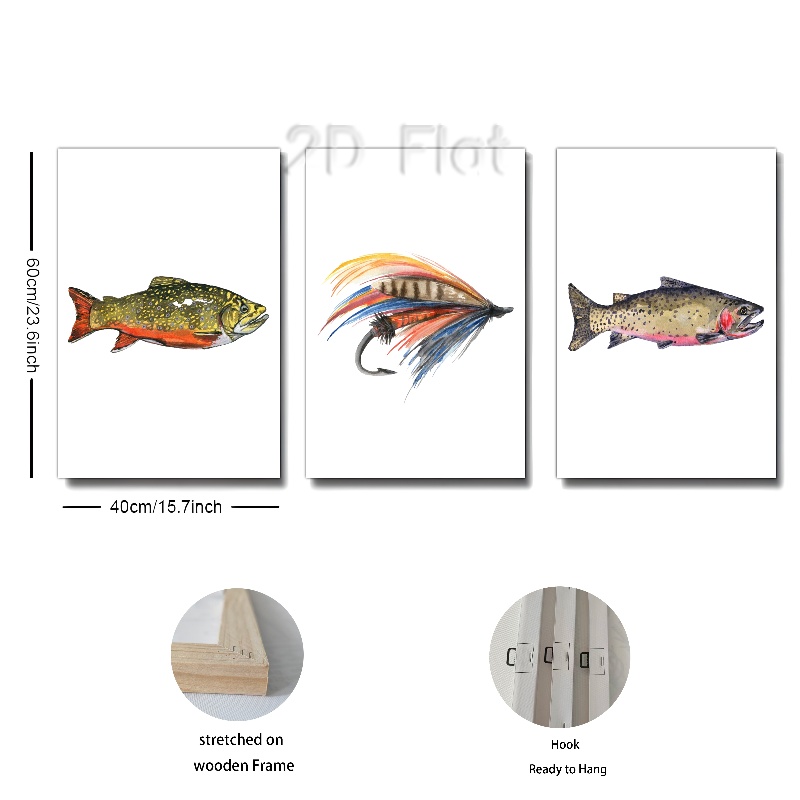 2D Flat
60cm/23.6inch
40cm/15.7inch
stretched on
wooden Frame
Hook
Ready to Hang